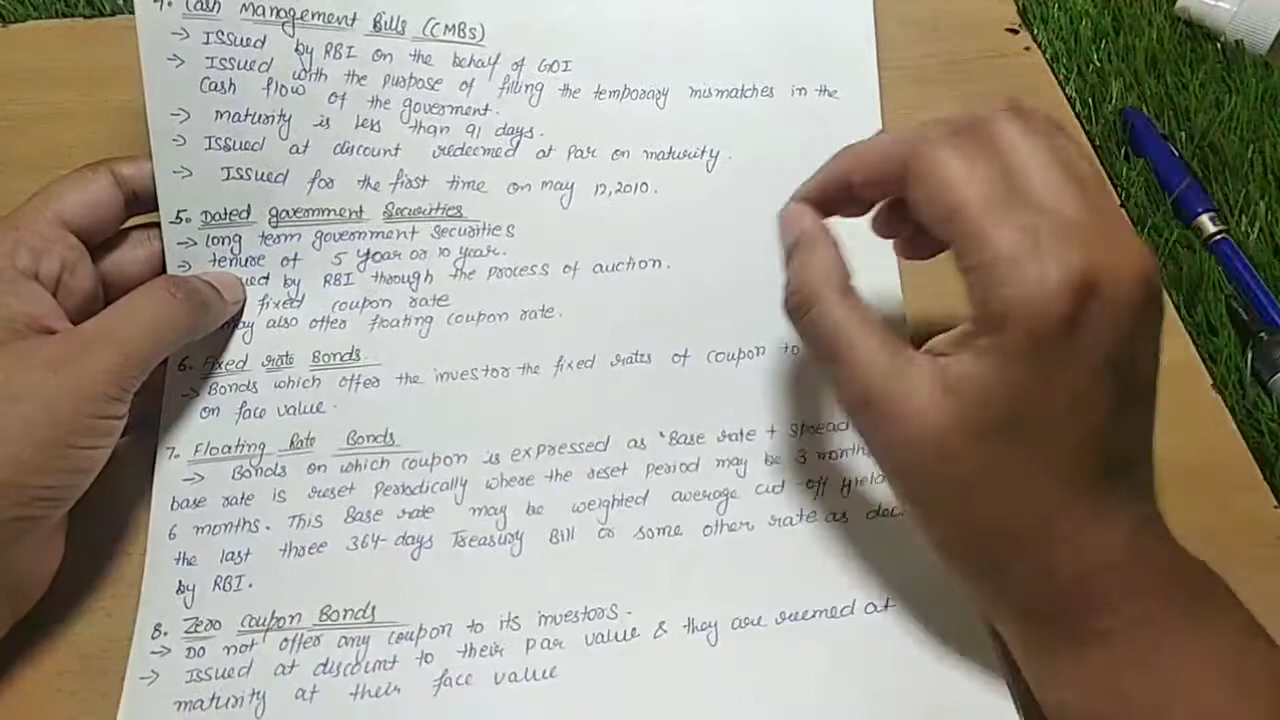 4. Cash Management Bills (CMBs)
→ Issued by RBI on the behalf of GOI
→ Issued with the purpose of filling the temporary mismatches in the
Cash flow of the goverment.
→ maturity is less than 91 days.
→ Issued at discount redeemed at Par on maturity.
→ Issued for the first time on may 12, 2010.
5. Dated government Securities
→ long term government securities
→ tenure of 5 year or 10 year.
by RBI through the process of auction.
fixed coupon rate
may also offer floating coupon rate.
6. Fixed rate Bonds.
→ Bonds which offer the investor the fixed rates of coupon to
on face value.
7. Floating Rate Bonds
→ Bonds on which coupon is expressed as "Base rate + Spread
base rate is reset Periodically where the reset period may be 3 months
6 months. This Base rate may be weighted average cut-off yield
the last three 364-days Treasury Bill or some other rate as
by RBI.
8. Zero coupon Bonds
→ Do not offer any coupon to its investors.
→ Issued at discount to their par value & they are reemed at
maturity at their face value